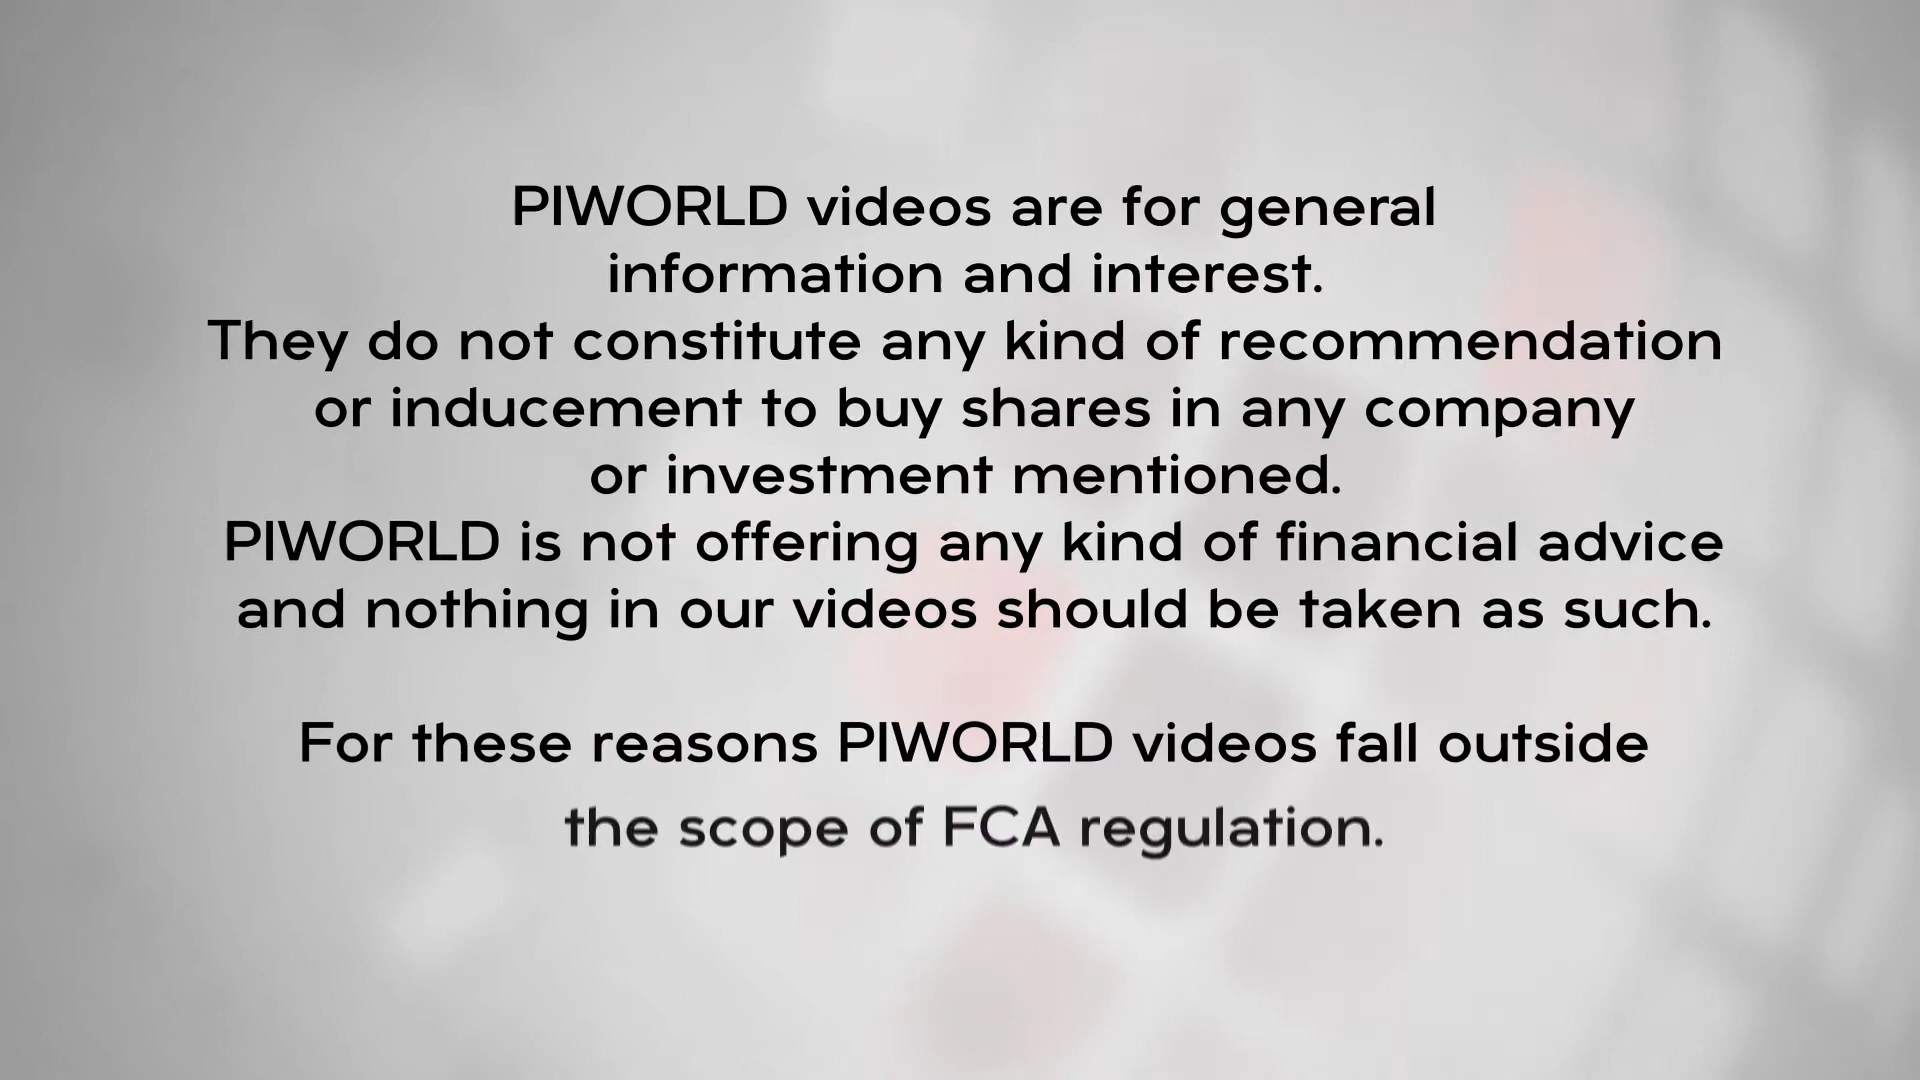 PIWORLD videos are for general
information and interest.
They do not constitute any kind of recommendation
or inducement to buy shares in any company
or investment mentioned.
PIWORLD is not offering any kind of financial advice
and nothing in our videos should be taken as such.
For these reasons PIWORLD videos fall outside
the scope of FCA regulation.